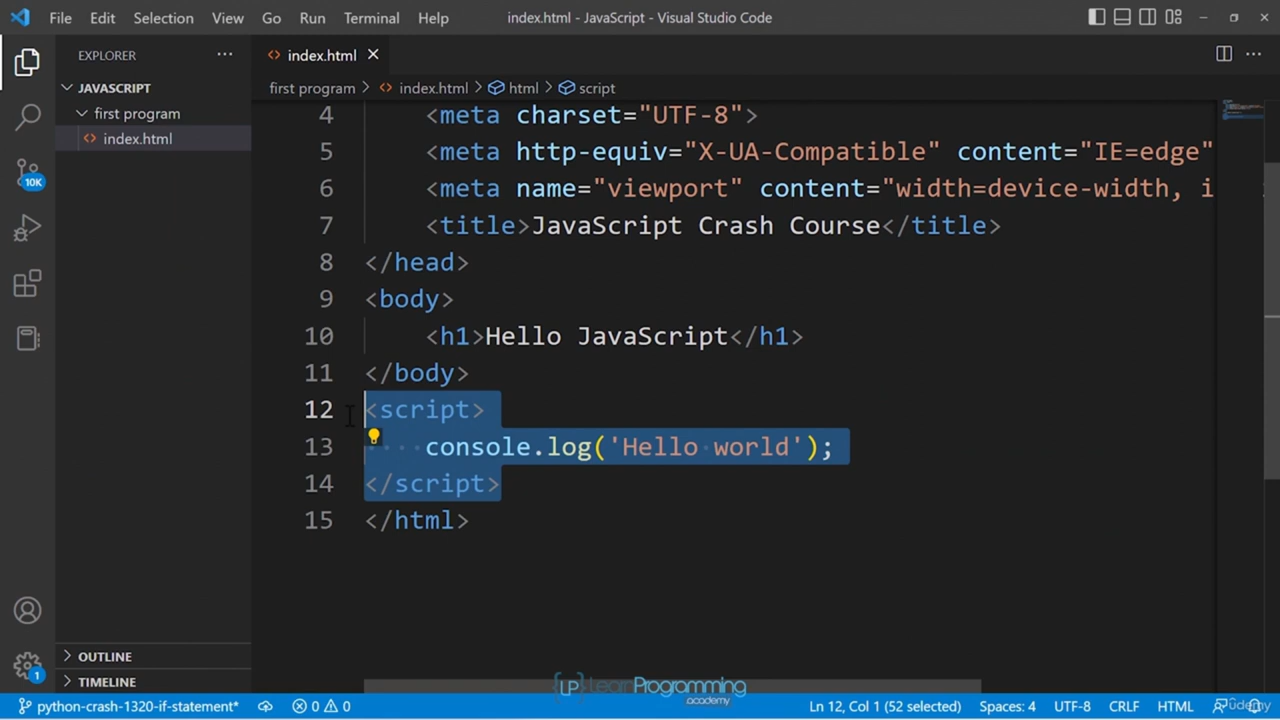 File Edit Selection View Go Run Terminal Help index.html - JavaScript - Visual Studio Code
EXPLORER
JAVASCRIPT
first program
index.html
10K
1
OUTLINE
TIMELINE
index.html
first program > index.html > html > script
4 <meta charset="UTF-8">
5 <meta http-equiv="X-UA-Compatible" content="IE=edge"
6 <meta name="viewport" content="width=device-width, i
7 <title>JavaScript Crash Course</title>
8 </head>
9 <body>
10 <h1>Hello JavaScript</h1>
11 </body>
12 <script>
13 console.log('Hello world');
14 </script>
15 </html>
LP LearnProgramming
.academy
python-crash-1320-if-statement* 0 0 Ln 12, Col 1 (52 selected) Spaces: 4 UTF-8 CRLF HTML
Udemy